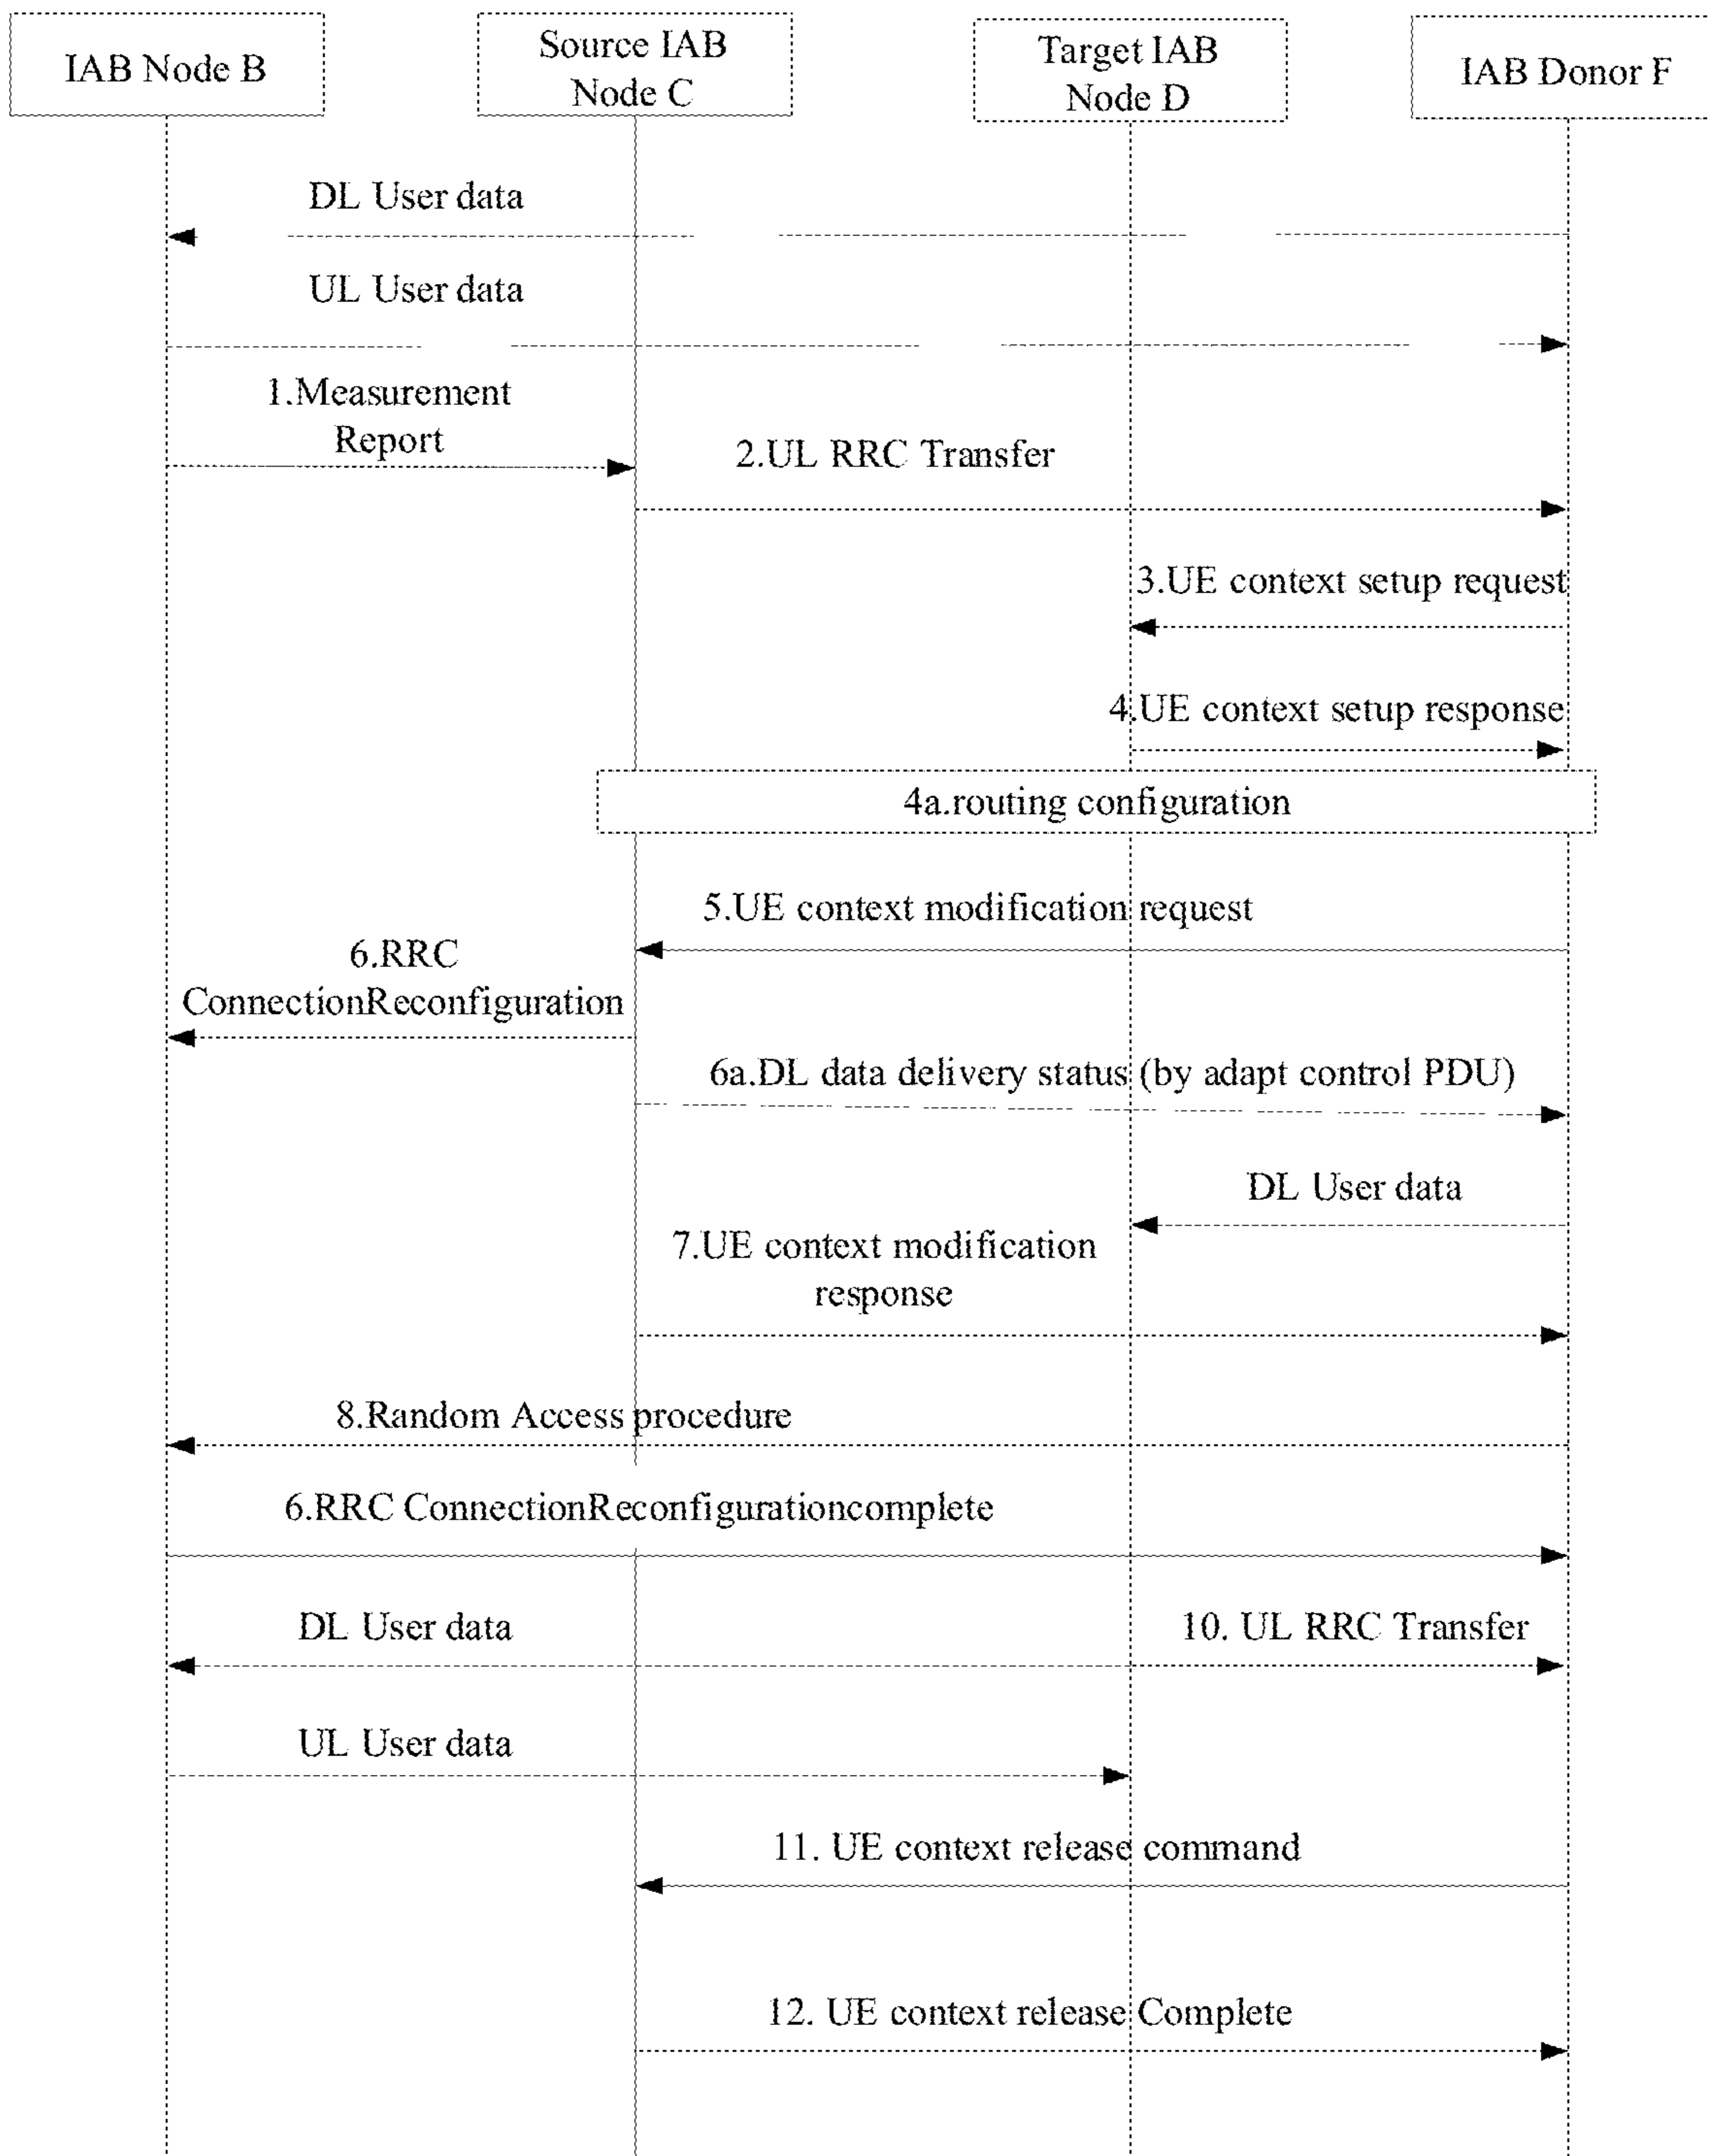 IAB Node B
Source IAB
Node C
Target IAB
Node D
IAB Donor F
DL User data
UL User data
1.Measurement
Report
2.UL RRC Transfer
3.UE context setup request
4.UE context setup response
4a.routing configuration
5.UE context modification request
6.RRC
ConnectionReconfiguration
6a.DL data delivery status (by adapt control PDU)
DL User data
7.UE context modification
response
8.Random Access procedure
6.RRC ConnectionReconfigurationcomplete
DL User data
10. UL RRC Transfer
UL User data
11. UE context release command
12. UE context release Complete